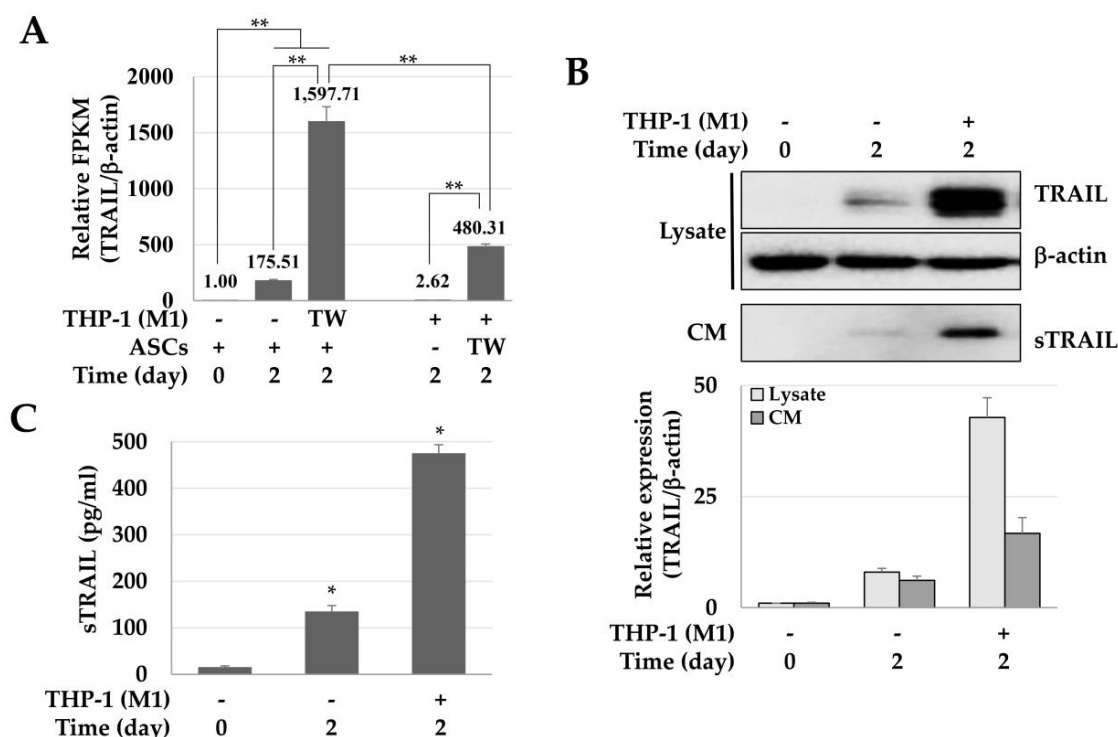 A
**
**
**
2000
1,597.71
1500
1000
**
480.31
500
175.51
1.00
2.62
0
Relative FPKM
(TRAIL/β-actin)
THP-1 (M1) - - TW + +
ASCs + + + - TW
Time (day) 0 2 2 2 2
B
THP-1 (M1) - - +
Time (day) 0 2 2
TRAIL
Lysate
β-actin
CM
sTRAIL
50
Lysate
CM
25
0
Relative expression
(TRAIL/β-actin)
THP-1 (M1) - - +
Time (day) 0 2 2
C
500
*
400
300
200
*
100
0
sTRAIL (pg/ml)
THP-1 (M1) - - +
Time (day) 0 2 2